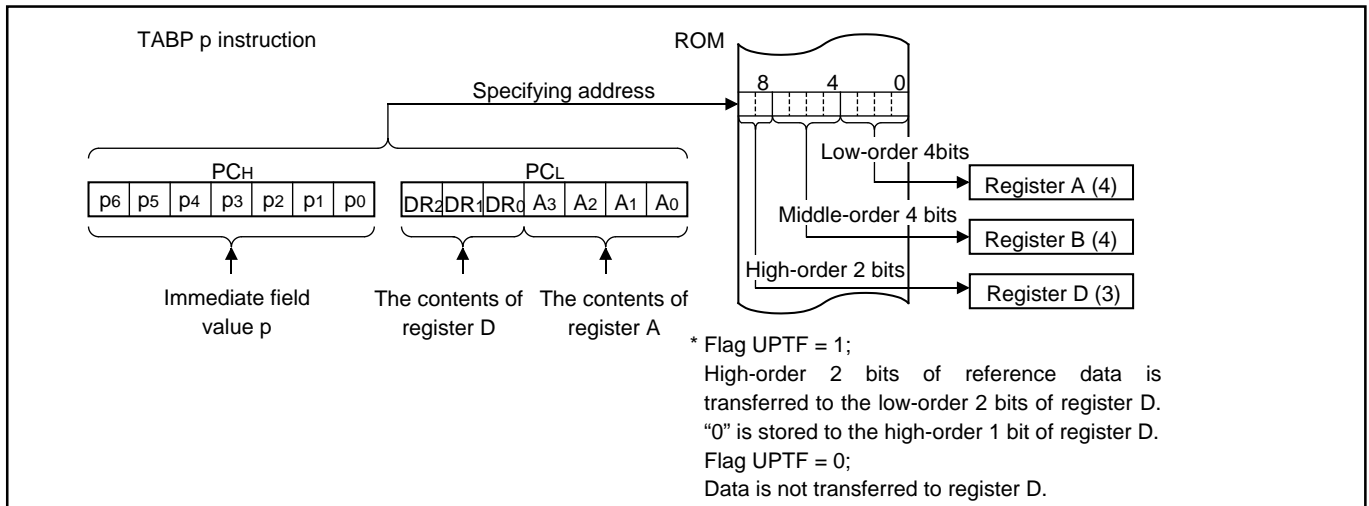 TABP p instruction
ROM
8 4 0
Specifying address
Low-order 4bits
PCH
PCL
Register A (4)
p6 p5 p4 p3 p2 p1 p0
DR2 DR1 DR0 A3 A2 A1 A0
Middle-order 4 bits
Register B (4)
High-order 2 bits
Register D (3)
Immediate field
value p
The contents of
register D
The contents of
register A
* Flag UPTF = 1;
High-order 2 bits of reference data is
transferred to the low-order 2 bits of register D.
“0” is stored to the high-order 1 bit of register D.
Flag UPTF = 0;
Data is not transferred to register D.